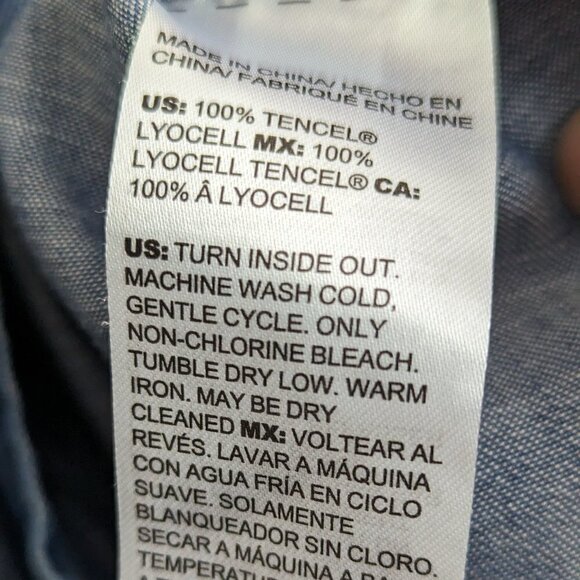 MADE IN CHINA/ HECHO EN
CHINA/ FABRIQUÉ EN CHINE
US: 100% TENCEL®
LYOCELL MX: 100%
LYOCELL TENCEL® CA:
100% Â LYOCELL
US: TURN INSIDE OUT.
MACHINE WASH COLD,
GENTLE CYCLE. ONLY
NON-CHLORINE BLEACH.
TUMBLE DRY LOW. WARM
IRON. MAY BE DRY
CLEANED MX: VOLTEAR AL
REVÉS. LAVAR A MÁQUINA
CON AGUA FRÍA EN CICLO
SUAVE. SOLAMENTE
BLANQUEADOR SIN CLORO.
SECAR A MÁQUINA A